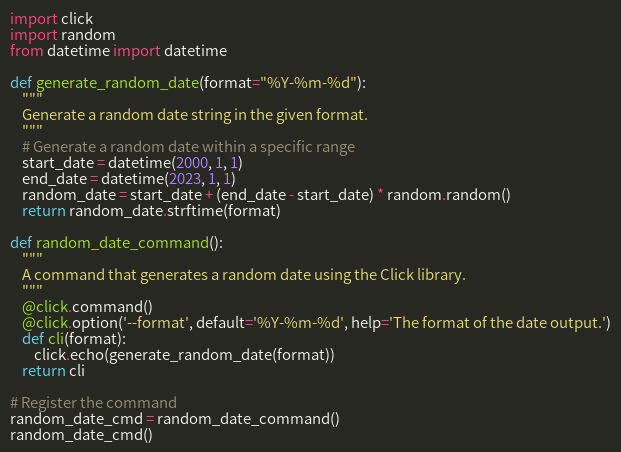 import click
import random
from datetime import datetime

def generate_random_date(format="%Y-%m-%d"):
    """
    Generate a random date string in the given format.
    """
    # Generate a random date within a specific range
    start_date = datetime(2000, 1, 1)
    end_date = datetime(2023, 1, 1)
    random_date = start_date + (end_date - start_date) * random.random()
    return random_date.strftime(format)

def random_date_command():
    """
    A command that generates a random date using the Click library.
    """
    @click.command()
    @click.option('--format', default='%Y-%m-%d', help='The format of the date output.')
    def cli(format):
        click.echo(generate_random_date(format))
    return cli

# Register the command
random_date_cmd = random_date_command()
random_date_cmd()